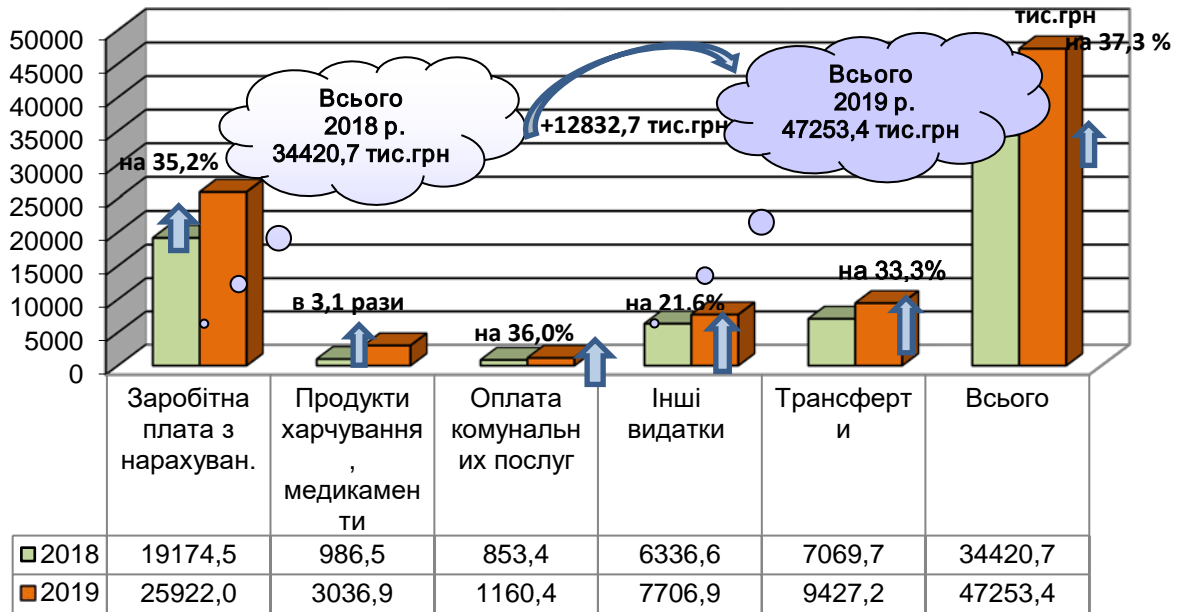 тис.грн
на 37,3 %
50000
45000
40000
35000
30000
25000
20000
15000
10000
5000
0
Всього
2018 р.
34420,7 тис.грн
+12832,7 тис.грн
Всього
2019 р.
47253,4 тис.грн
на 35,2%
в 3,1 рази
на 36,0%
на 21,6%
на 33,3%
Заробітна
плата з
нарахуван.
Продукти
харчування
,
медикамен
ти
Оплата
комунальн
их послуг
Інші
видатки
Трансферт
и
Всього
2018 19174,5 986,5 853,4 6336,6 7069,7 34420,7
2019 25922,0 3036,9 1160,4 7706,9 9427,2 47253,4